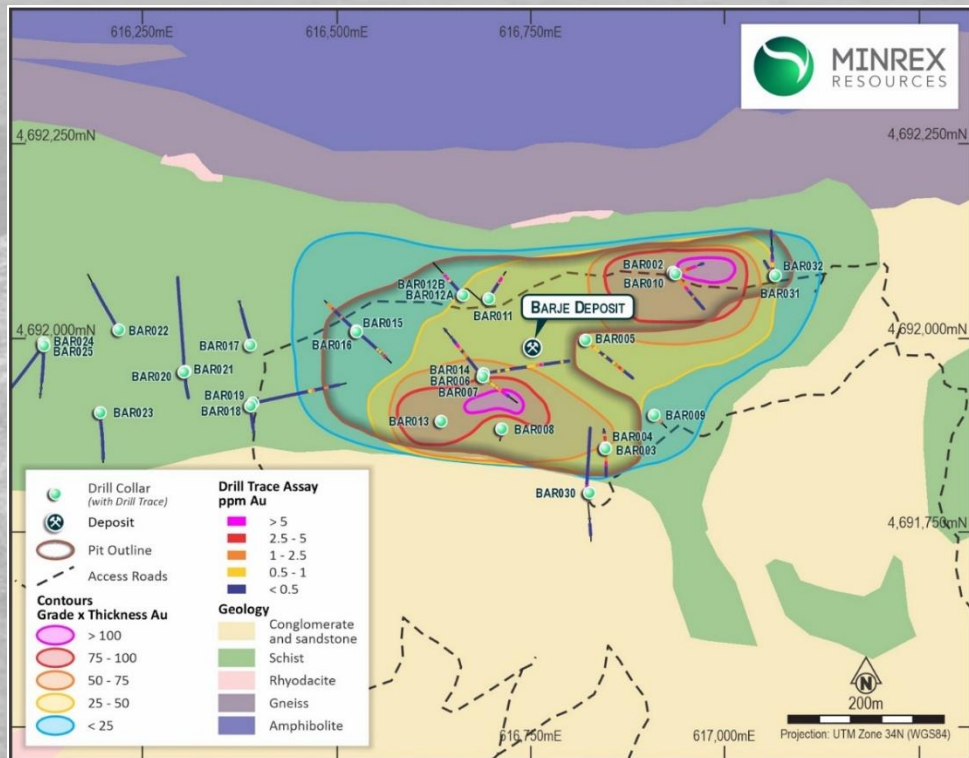 616,250mE
616,500mE
616,750mE
MINREX
RESOURCES
4,692,250mN
4,692,250mN
BAR002
BAR010
BAR032
BAR031
BAR012B
BAR012A
BAR011
BARJE DEPOSIT
BAR022
BAR015
BAR016
4,692,000mN
4,692,000mN
BAR024
BAR025
BAR017
BAR005
BAR020
BAR021
BAR014
BAR006
BAR007
BAR019
BAR018
BAR023
BAR013
BAR008
BAR009
BAR004
BAR003
BAR030
4,691,750mN
Drill Collar
(with Drill Trace)
Deposit
Pit Outline
Access Roads
Contours
Grade x Thickness Au
> 100
75 - 100
50 - 75
25 - 50
< 25
Drill Trace Assay
ppm Au
> 5
2.5 - 5
1 - 2.5
0.5 - 1
< 0.5
Geology
Conglomerate
and sandstone
Schist
Rhyodacite
Gneiss
Amphibolite
N
200m
616,750mE
617,000mE
Projection: UTM Zone 34N (WGS84)